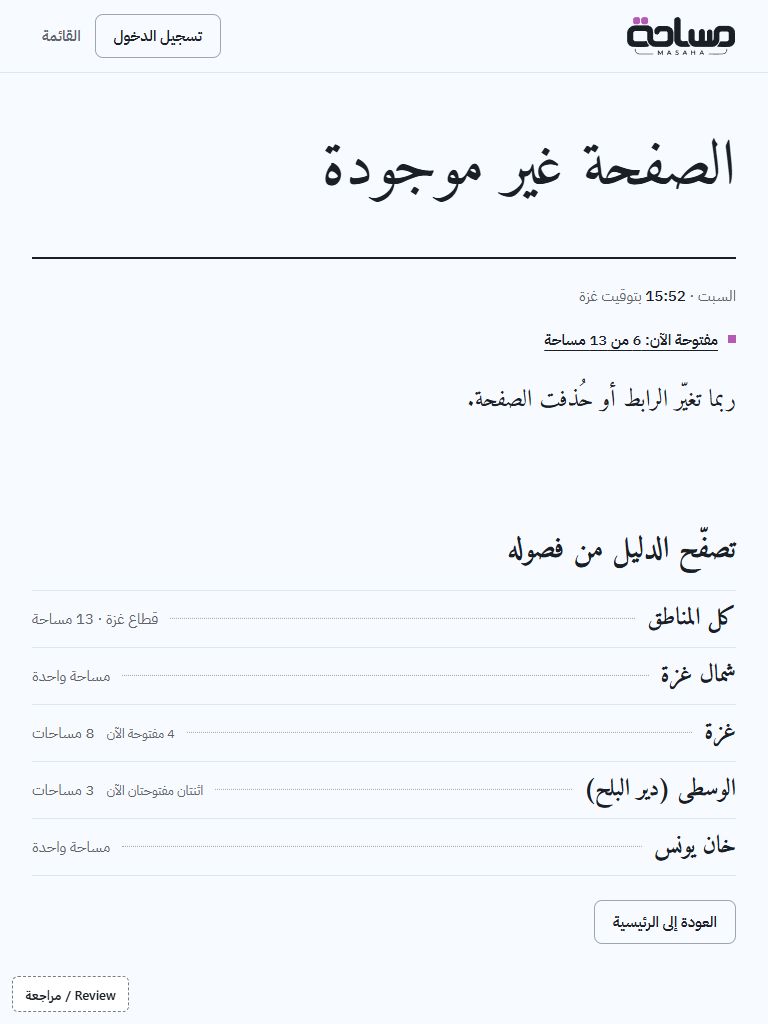 مساحة
MASAHA
تسجيل الدخول
القائمة
الصفحة غير موجودة
السبت · 15:52 بتوقيت غزة
مفتوحة الآن: 6 من 13 مساحة
ربما تغيّر الرابط أو حُذفت الصفحة.
تصفّح الدليل من فصوله
كل المناطق قطاع غزة · 13 مساحة
شمال غزة مساحة واحدة
غزة 4 مفتوحة الآن 8 مساحات
الوسطى (دير البلح) اثنتان مفتوحتان الآن 3 مساحات
خان يونس مساحة واحدة
العودة إلى الرئيسية
Review / مراجعة